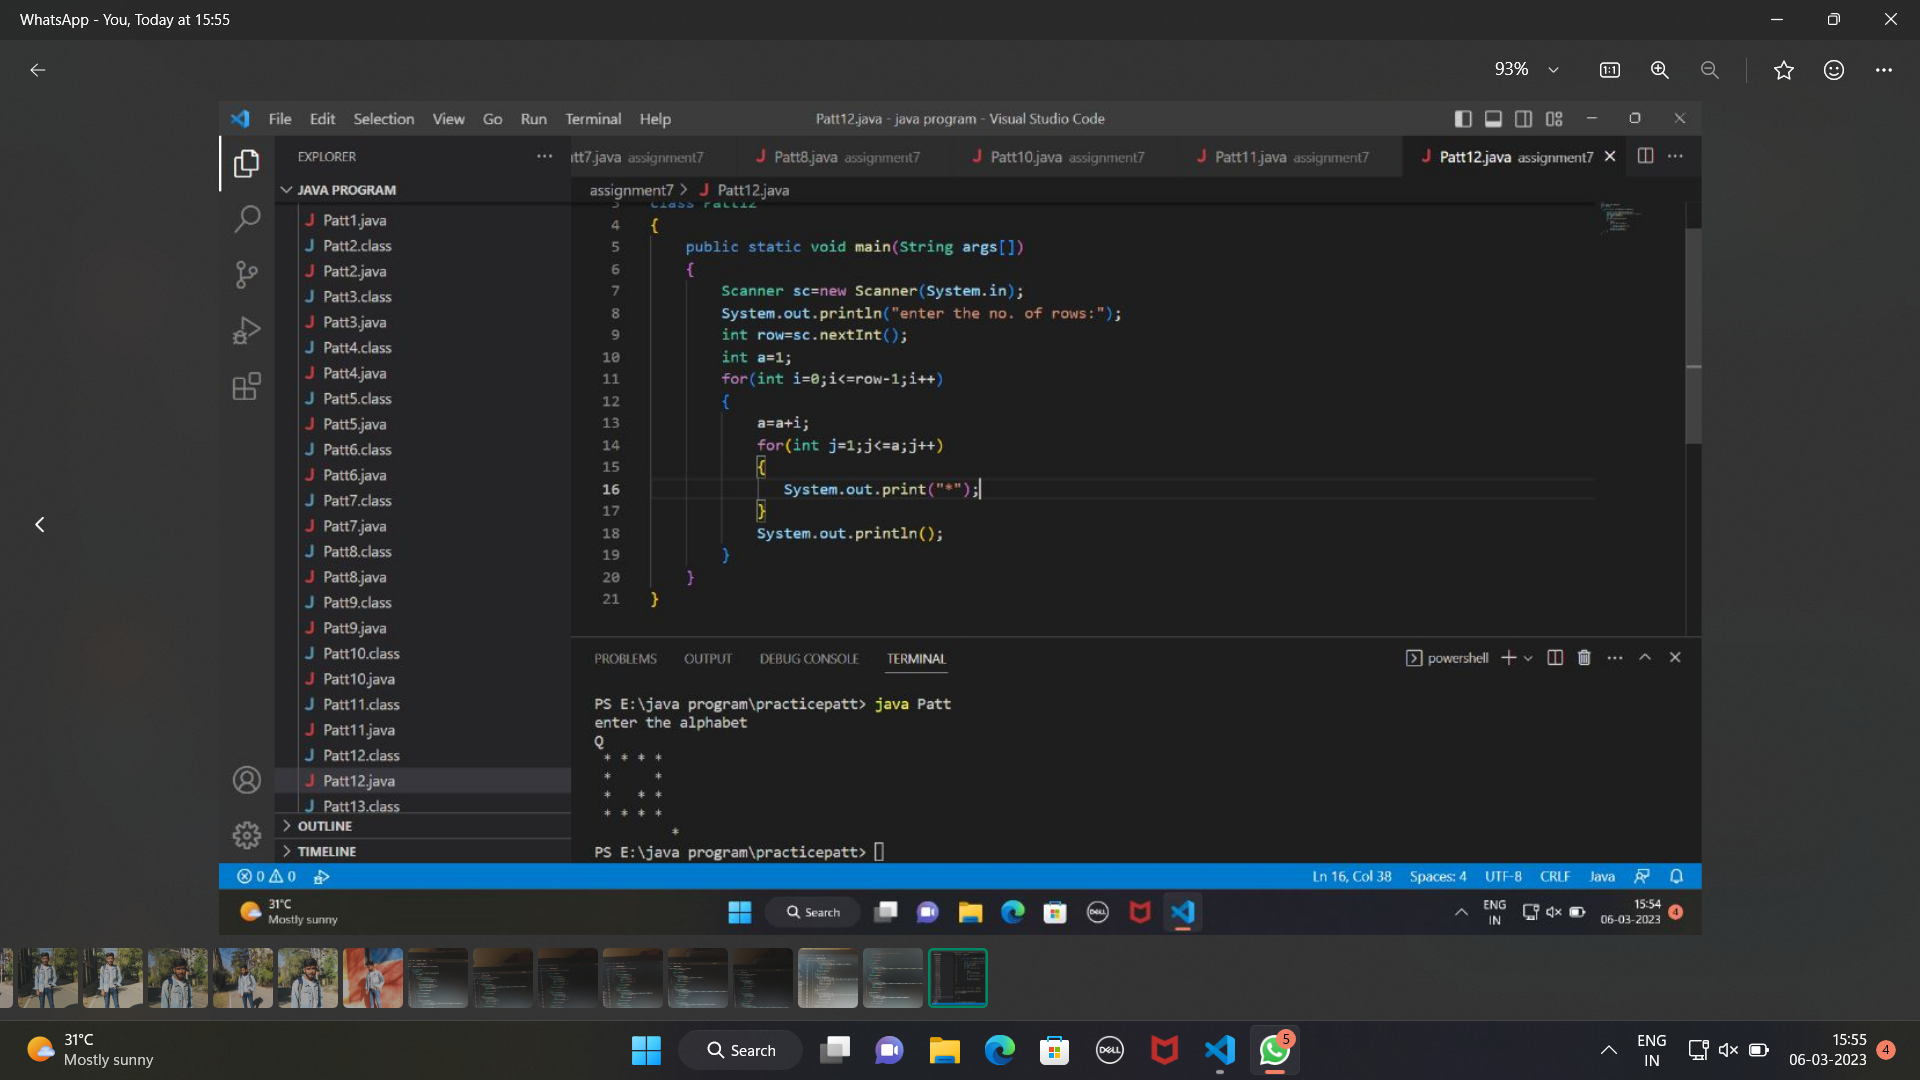 WhatsApp - You, Today at 15:55
93%
File Edit Selection View Go Run Terminal Help
Patt12.java - java program - Visual Studio Code
EXPLORER
tt7.java assignment7
Patt8.java assignment7
Patt10.java assignment7
Patt11.java assignment7
Patt12.java assignment7
JAVA PROGRAM
assignment7 > Patt12.java
Patt1.java
Patt2.class
Patt2.java
Patt3.class
Patt3.java
Patt4.class
Patt4.java
Patt5.class
Patt5.java
Patt6.class
Patt6.java
Patt7.class
Patt7.java
Patt8.class
Patt8.java
Patt9.class
Patt9.java
Patt10.class
Patt10.java
Patt11.class
Patt11.java
Patt12.class
Patt12.java
Patt13.class
OUTLINE
TIMELINE
3 class Patt12
4 {
5 public static void main(String args[])
6 {
7 Scanner sc=new Scanner(System.in);
8 System.out.println("enter the no. of rows:");
9 int row=sc.nextInt();
10 int a=1;
11 for(int i=0;i<=row-1;i++)
12 {
13 a=a+i;
14 for(int j=1;j<=a;j++)
15 {
16 System.out.print("*");
17 }
18 System.out.println();
19 }
20 }
21 }
PROBLEMS OUTPUT DEBUG CONSOLE TERMINAL
powershell
PS E:\java program\practicepatt> java Patt
enter the alphabet
Q
* * * *
*     *
*   * *
* * * *
        *
PS E:\java program\practicepatt>
0 0
Ln 16, Col 38 Spaces: 4 UTF-8 CRLF Java
31°C
Mostly sunny
Search
DELL
ENG
IN
15:54
06-03-2023
4
31°C
Mostly sunny
Search
DELL
5
ENG
IN
15:55
06-03-2023
4